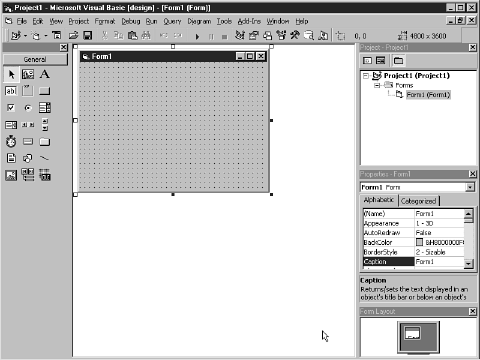 Project1 - Microsoft Visual Basic [design] - [Form1 (Form)]
File Edit View Project Format Debug Run Query Diagram Tools Add-Ins Window Help
0, 0 4800 x 3600
General
A
ab|
Form1
Project - Project1
Project1 (Project1)
Forms
Form1 (Form1)
Properties - Form1
Form1 Form
Alphabetic Categorized
(Name) Form1
Appearance 1 - 3D
AutoRedraw False
BackColor &H8000000F&
BorderStyle 2 - Sizable
Caption Form1
Caption
Returns/sets the text displayed in an
object's title bar or below an object's
Form Layout